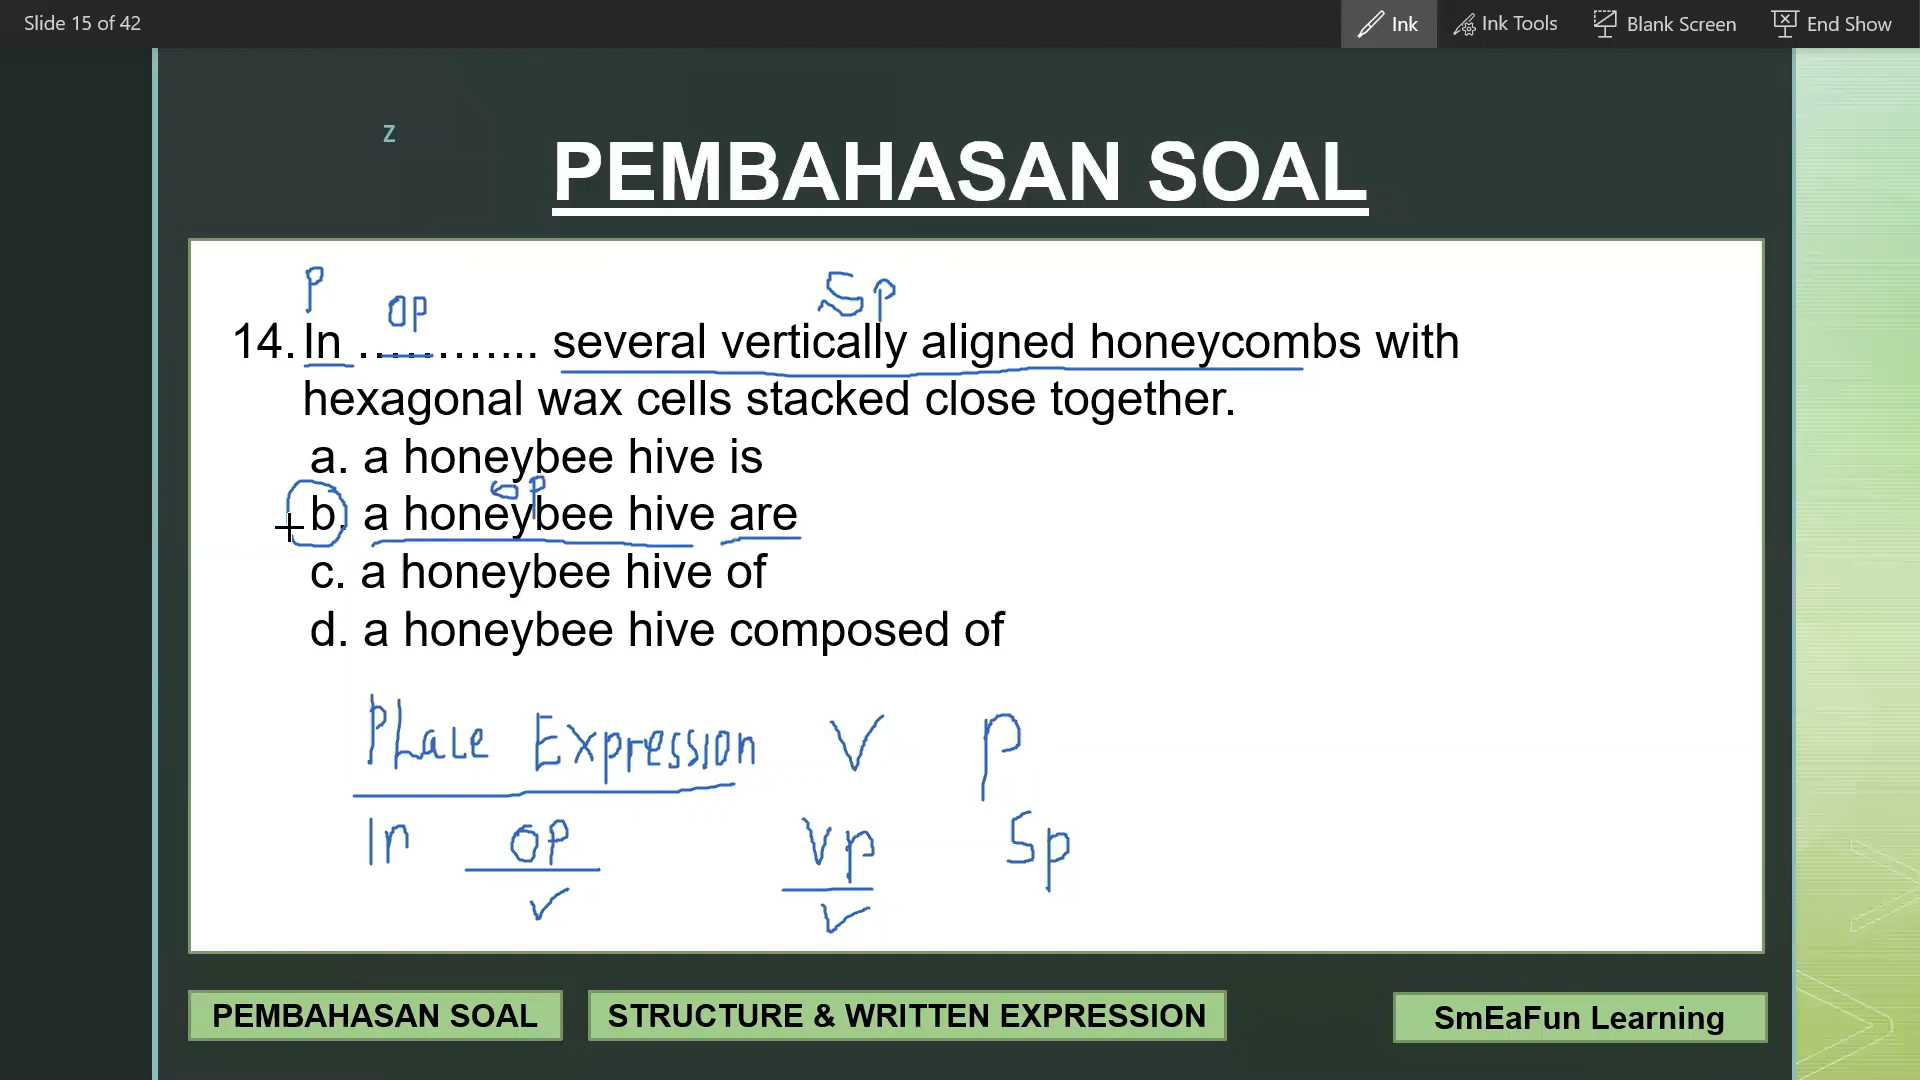 Slide 15 of 42
Ink
Ink Tools
Blank Screen
End Show
z
PEMBAHASAN SOAL
P
OP
Sp
14. In ………... several vertically aligned honeycombs with
hexagonal wax cells stacked close together.
a. a honeybee hive is
OP
b. a honeybee hive are
c. a honeybee hive of
d. a honeybee hive composed of
PLace Expression V P
In OP Vp Sp
PEMBAHASAN SOAL
STRUCTURE & WRITTEN EXPRESSION
SmEaFun Learning